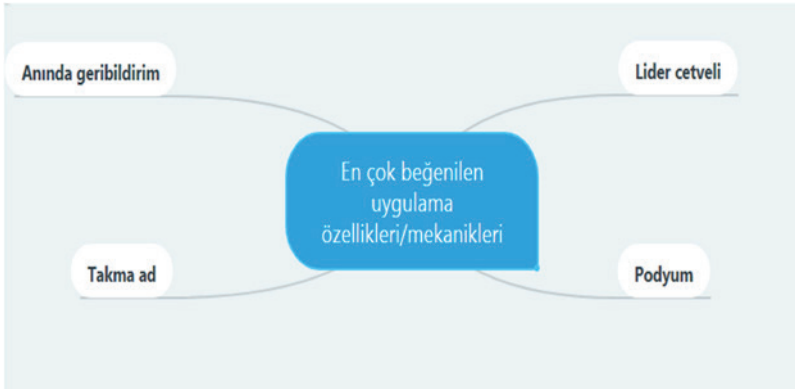 Anında geribildirim
Lider cetveli
En çok beğenilen
uygulama
özellikleri/mekanikleri
Takma ad
Podyum